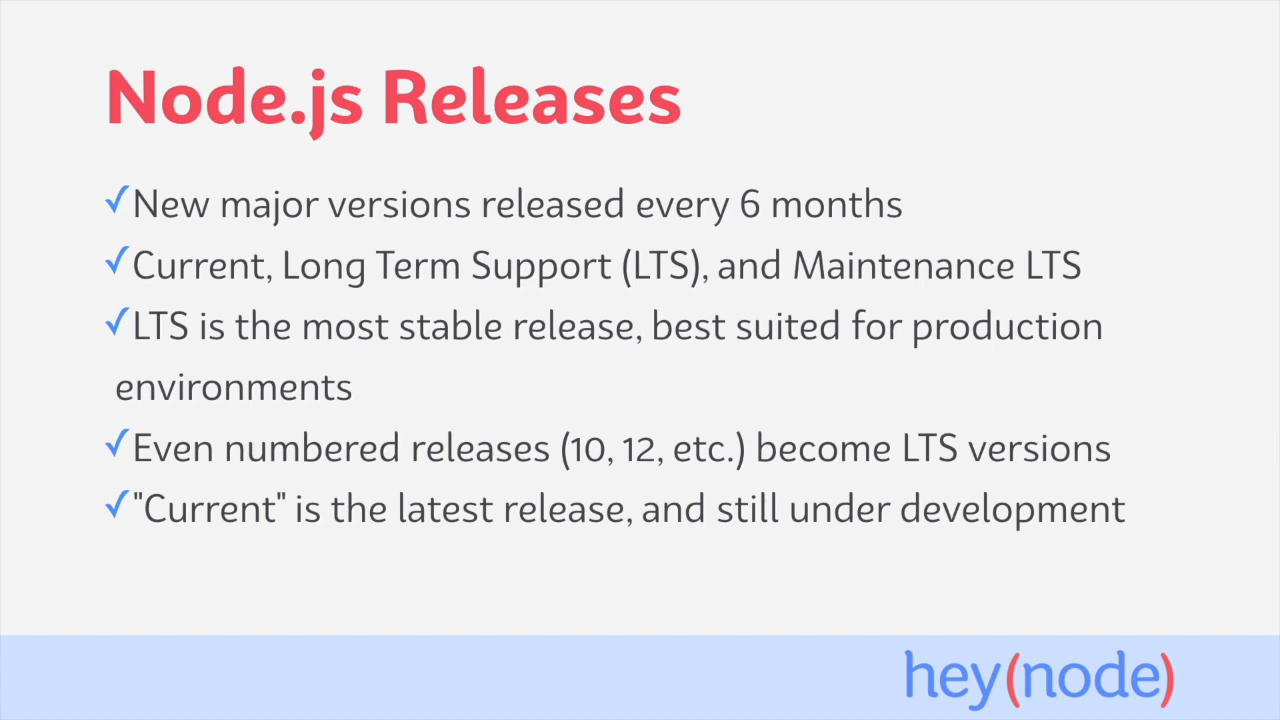 Node.js Releases
✓New major versions released every 6 months
✓Current, Long Term Support (LTS), and Maintenance LTS
✓LTS is the most stable release, best suited for production
environments
✓Even numbered releases (10, 12, etc.) become LTS versions
✓"Current" is the latest release, and still under development
hey(node)